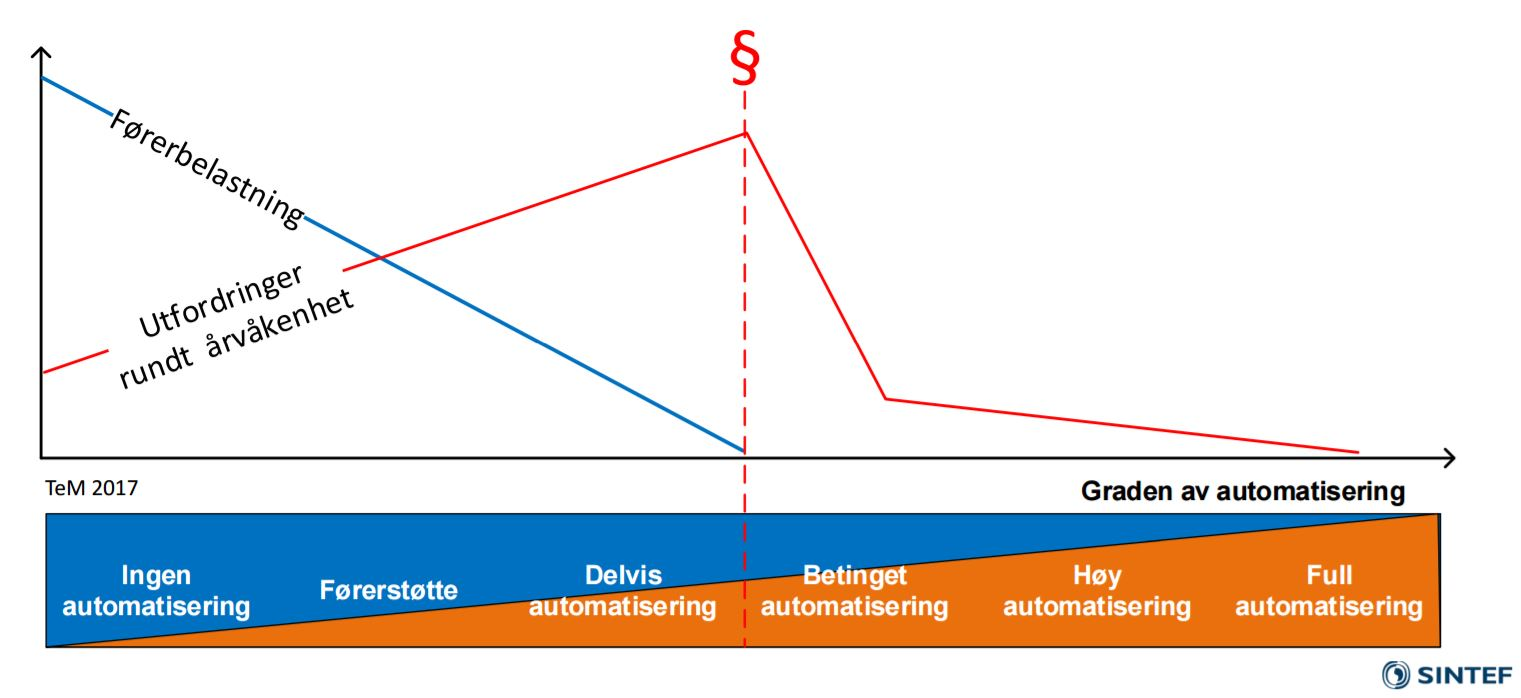 §
Førerbelastning
Utfordringer
rundt årvåkenhet
TeM 2017
Graden av automatisering
Ingen
automatisering
Førerstøtte
Delvis
automatisering
Betinget
automatisering
Høy
automatisering
Full
automatisering
SINTEF